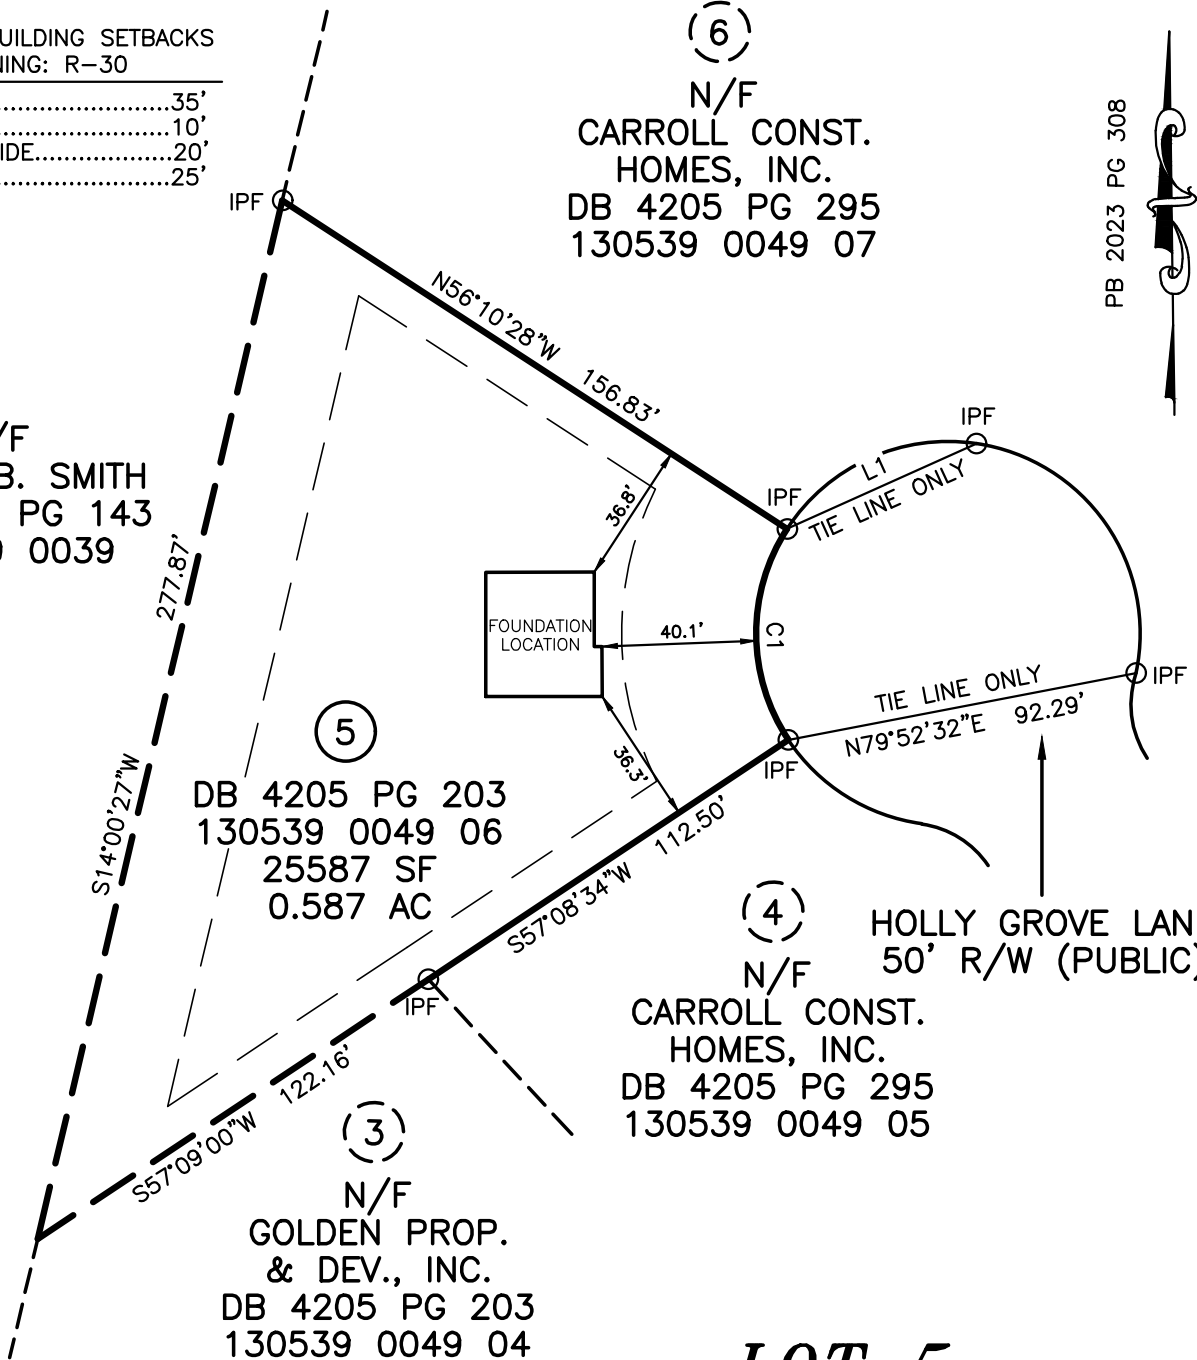 BUILDING SETBACKS
R-30
35'
10'
20'
25'
6
N/F
CARROLL CONST.
HOMES, INC.
DB 4205 PG 295
130539 0049 07
PB 2023 PG 308
IPF
N56°10'28"W 156.83'
B. SMITH
PG 143
0039
277.87'
S14°00'27"W
IPF
L1
TIE LINE ONLY
IPF
36.8'
FOUNDATION
LOCATION
40.1'
C1
36.3'
TIE LINE ONLY
N79°52'32"E 92.29'
IPF
IPF
5
DB 4205 PG 203
130539 0049 06
25587 SF
0.587 AC
S57°08'34"W 112.50'
IPF
4
N/F
CARROLL CONST.
HOMES, INC.
DB 4205 PG 295
130539 0049 05
HOLLY GROVE LAN
50' R/W (PUBLIC)
S57°09'00"W 122.16'
3
N/F
GOLDEN PROP.
& DEV., INC.
DB 4205 PG 203
130539 0049 04
LOT 5